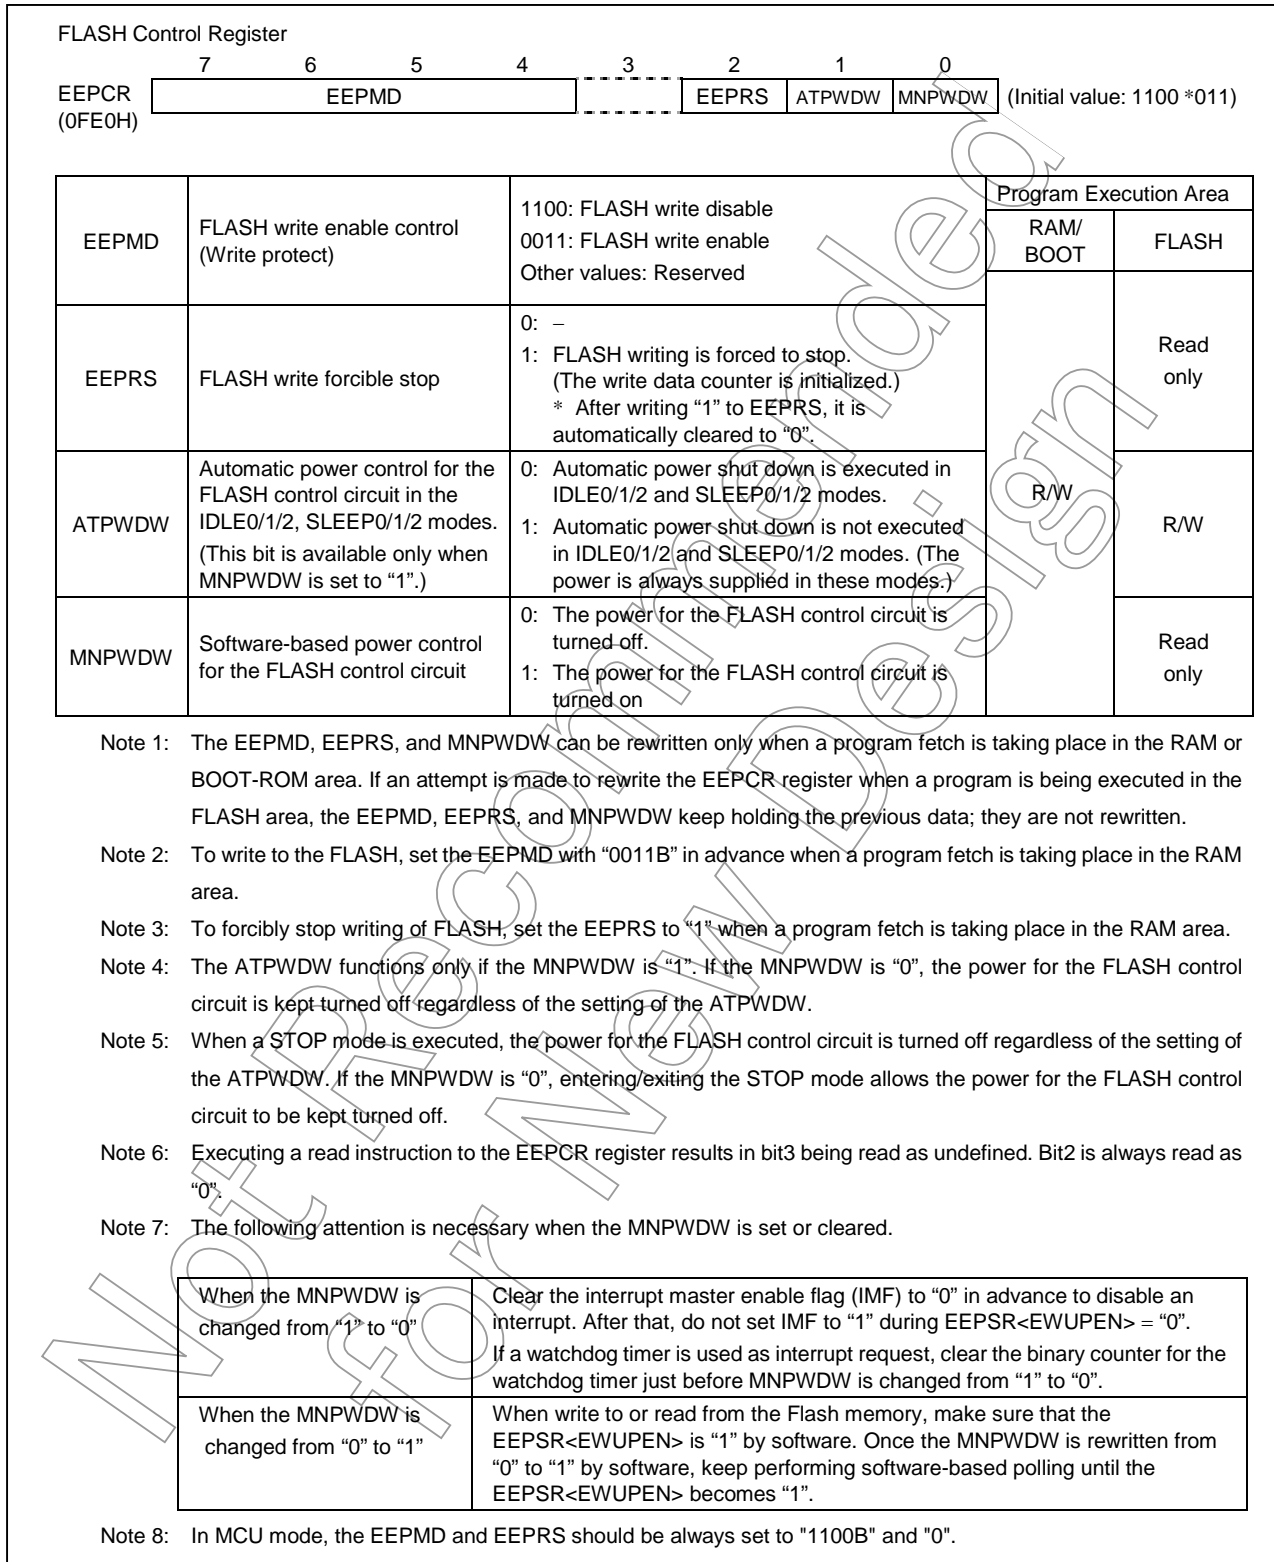 FLASH Control Register
7 6 5 4 3 2 1 0
EEPCR EEPMD EEPRS ATPWDW MNPWDW (Initial value: 1100 *011)
(0FE0H)
EEPMD
FLASH write enable control
(Write protect)
1100: FLASH write disable
0011: FLASH write enable
Other values: Reserved
Program Execution Area
RAM/
BOOT
FLASH
EEPRS
FLASH write forcible stop
0: –
1: FLASH writing is forced to stop.
(The write data counter is initialized.)
* After writing “1” to EEPRS, it is
automatically cleared to “0”.
Read
only
ATPWDW
Automatic power control for the
FLASH control circuit in the
IDLE0/1/2, SLEEP0/1/2 modes.
(This bit is available only when
MNPWDW is set to “1”.)
0: Automatic power shut down is executed in
IDLE0/1/2 and SLEEP0/1/2 modes.
1: Automatic power shut down is not executed
in IDLE0/1/2 and SLEEP0/1/2 modes. (The
power is always supplied in these modes.)
R/W
R/W
MNPWDW
Software-based power control
for the FLASH control circuit
0: The power for the FLASH control circuit is
turned off.
1: The power for the FLASH control circuit is
turned on
Read
only
Note 1: The EEPMD, EEPRS, and MNPWDW can be rewritten only when a program fetch is taking place in the RAM or
BOOT-ROM area. If an attempt is made to rewrite the EEPCR register when a program is being executed in the
FLASH area, the EEPMD, EEPRS, and MNPWDW keep holding the previous data; they are not rewritten.
Note 2: To write to the FLASH, set the EEPMD with “0011B” in advance when a program fetch is taking place in the RAM
area.
Note 3: To forcibly stop writing of FLASH, set the EEPRS to “1” when a program fetch is taking place in the RAM area.
Note 4: The ATPWDW functions only if the MNPWDW is “1”. If the MNPWDW is “0”, the power for the FLASH control
circuit is kept turned off regardless of the setting of the ATPWDW.
Note 5: When a STOP mode is executed, the power for the FLASH control circuit is turned off regardless of the setting of
the ATPWDW. If the MNPWDW is “0”, entering/exiting the STOP mode allows the power for the FLASH control
circuit to be kept turned off.
Note 6: Executing a read instruction to the EEPCR register results in bit3 being read as undefined. Bit2 is always read as
“0”.
Note 7: The following attention is necessary when the MNPWDW is set or cleared.
When the MNPWDW is
changed from “1” to “0”
Clear the interrupt master enable flag (IMF) to “0” in advance to disable an
interrupt. After that, do not set IMF to “1” during EEPSR<EWUPEN> = “0”.
If a watchdog timer is used as interrupt request, clear the binary counter for the
watchdog timer just before MNPWDW is changed from “1” to “0”.
When the MNPWDW is
changed from “0” to “1”
When write to or read from the Flash memory, make sure that the
EEPSR<EWUPEN> is “1” by software. Once the MNPWDW is rewritten from
“0” to “1” by software, keep performing software-based polling until the
EEPSR<EWUPEN> becomes “1”.
Note 8: In MCU mode, the EEPMD and EEPRS should be always set to "1100B" and "0".
Not Recommended
for New Design